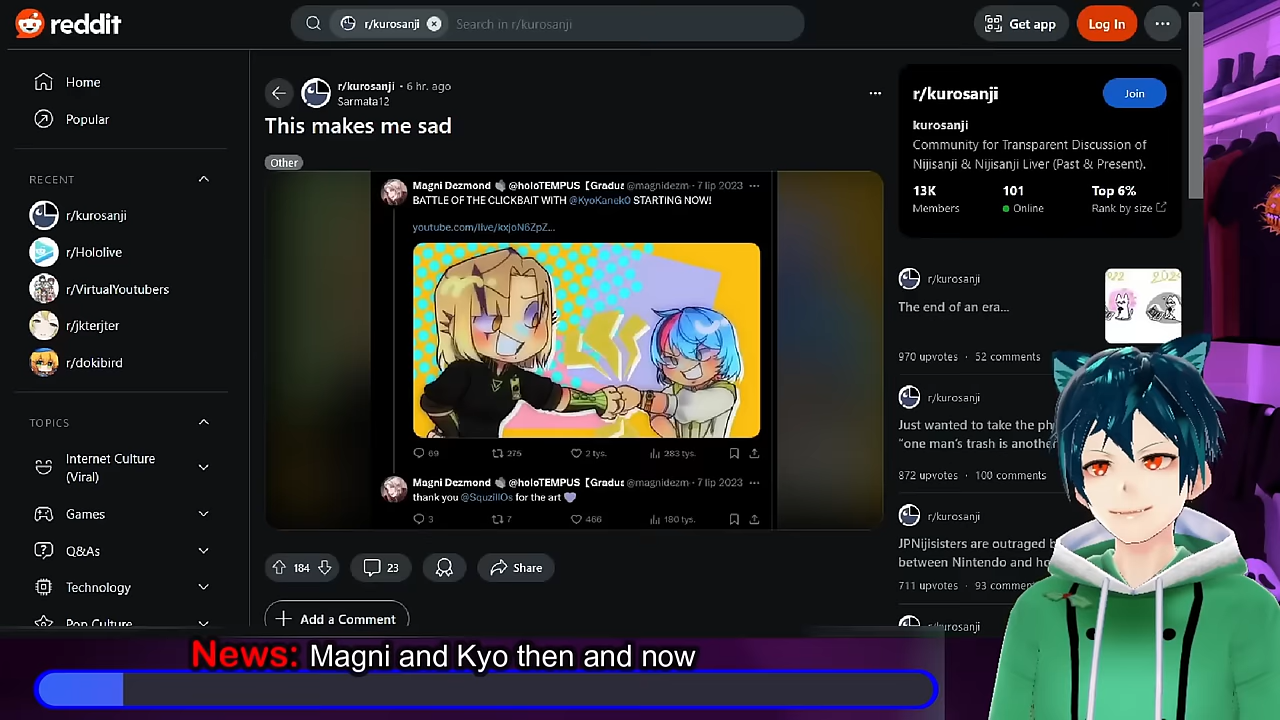 reddit
r/kurosanji
Search in r/kurosanji
Get app
Log In
Home
Popular
RECENT
r/kurosanji
r/Hololive
r/VirtualYoutubers
r/jkterjter
r/dokibird
TOPICS
Internet Culture
(Viral)
Games
Q&As
Technology
Pop Culture
r/kurosanji · 6 hr. ago
Sarmata12
This makes me sad
Other
Magni Dezmond @holoTEMPUS【Gradu @magnidezm · 7 lip 2023
BATTLE OF THE CLICKBAIT WITH @KyoKanek0 STARTING NOW!
youtube.com/live/kxjoN6ZpZ...
69
275
2 tys.
283 tys.
Magni Dezmond @holoTEMPUS【Gradu @magnidezm · 7 lip 2023
thank you for the art
3
7
466
180 tys.
184
23
Share
Add a Comment
r/kurosanji
Join
kurosanji
Community for Transparent Discussion of
Nijisanji & Nijisanji Liver (Past & Present).
13K
101
Top 6%
Members
Online
Rank by size
r/kurosanji
The end of an era...
970 upvotes · 52 comments
r/kurosanji
Just wanted to take the
“one man's trash is
872 upvotes · 100 comments
r/kurosanji
JPNijisisters are outraged
between Nintendo and
711 upvotes · 93
r/kurosanji
News: Magni and Kyo then and now